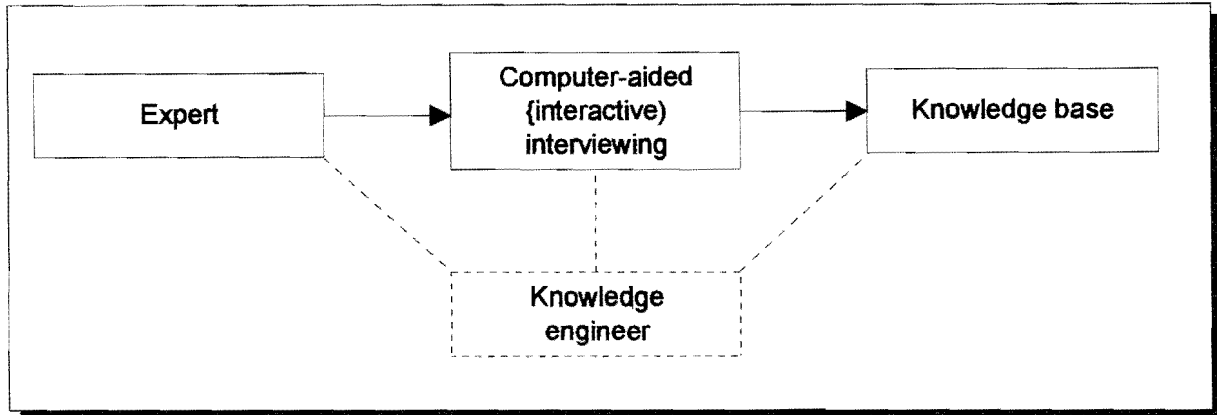 Expert
Computer-aided
{interactive)
interviewing
Knowledge base
Knowledge
engineer